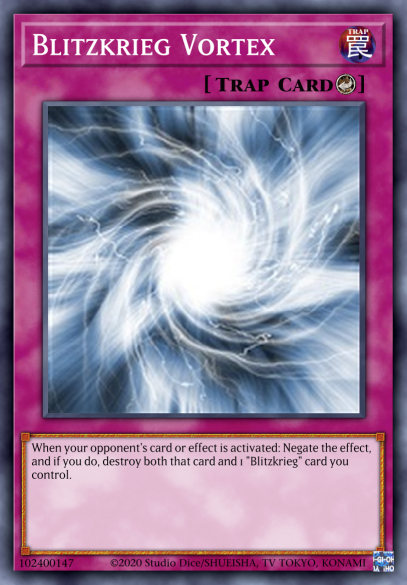 BLITZKRIEG VORTEX
TRAP
罠
[TRAP CARD]
When your opponent's card or effect is activated: Negate the effect,
and if you do, destroy both that card and 1 "Blitzkrieg" card you
control.
102400147 ©2020 Studio Dice/SHUEISHA, TV TOKYO, KONAMI